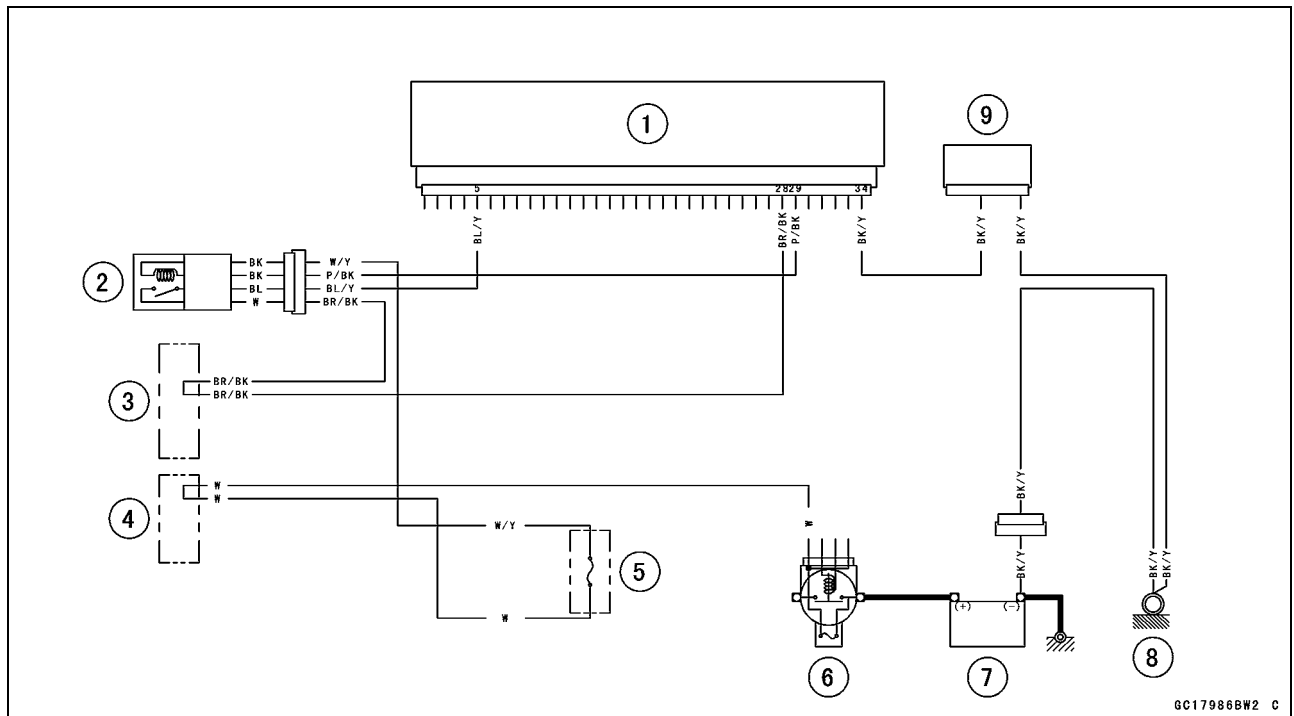 1
9
5
2829
34
BL/Y
BR/BK
P/BK
BK/Y
BK/Y
BK/Y
2
BK
W/Y
BK
P/BK
BL
BL/Y
W
BR/BK
3
BR/BK
BR/BK
4
W
W
W/Y
W
5
W
BK/Y
BK/Y
BK/Y
BK/Y
(+)
(-)
6
7
8
GC17986BW2 C